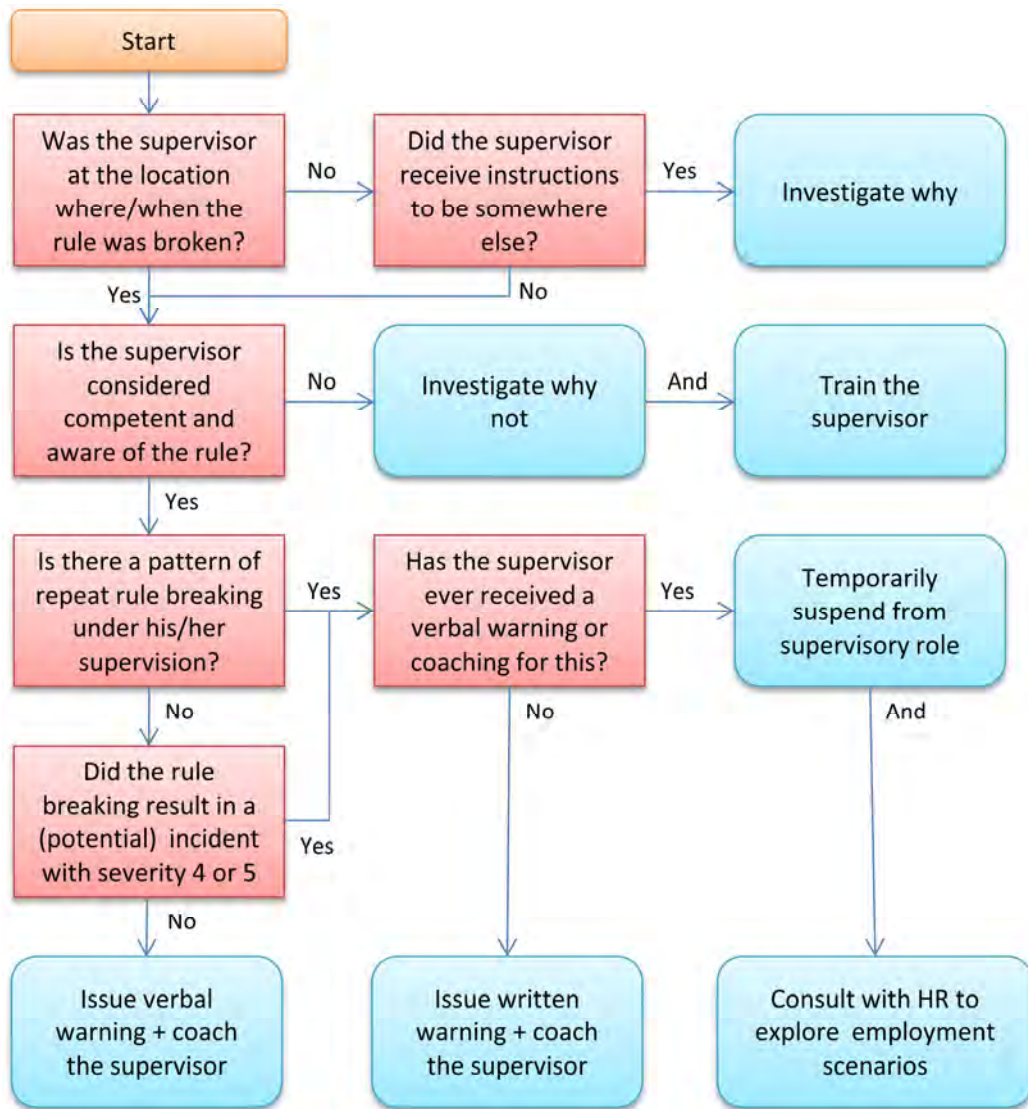 Start
Was the supervisor
at the location
where/when the
rule was broken?
No
Did the supervisor
receive instructions
to be somewhere
else?
Yes
Investigate why
Yes
No
Is the supervisor
considered
competent and
aware of the rule?
No
Investigate why
not
And
Train the
supervisor
Yes
Is there a pattern of
repeat rule breaking
under his/her
supervision?
Yes
Has the supervisor
ever received a
verbal warning or
coaching for this?
Yes
Temporarily
suspend from
supervisory role
No
No
And
Did the rule
breaking result in a
(potential) incident
with severity 4 or 5
Yes
No
Issue verbal
warning + coach
the supervisor
Issue written
warning + coach
the supervisor
Consult with HR to
explore employment
scenarios